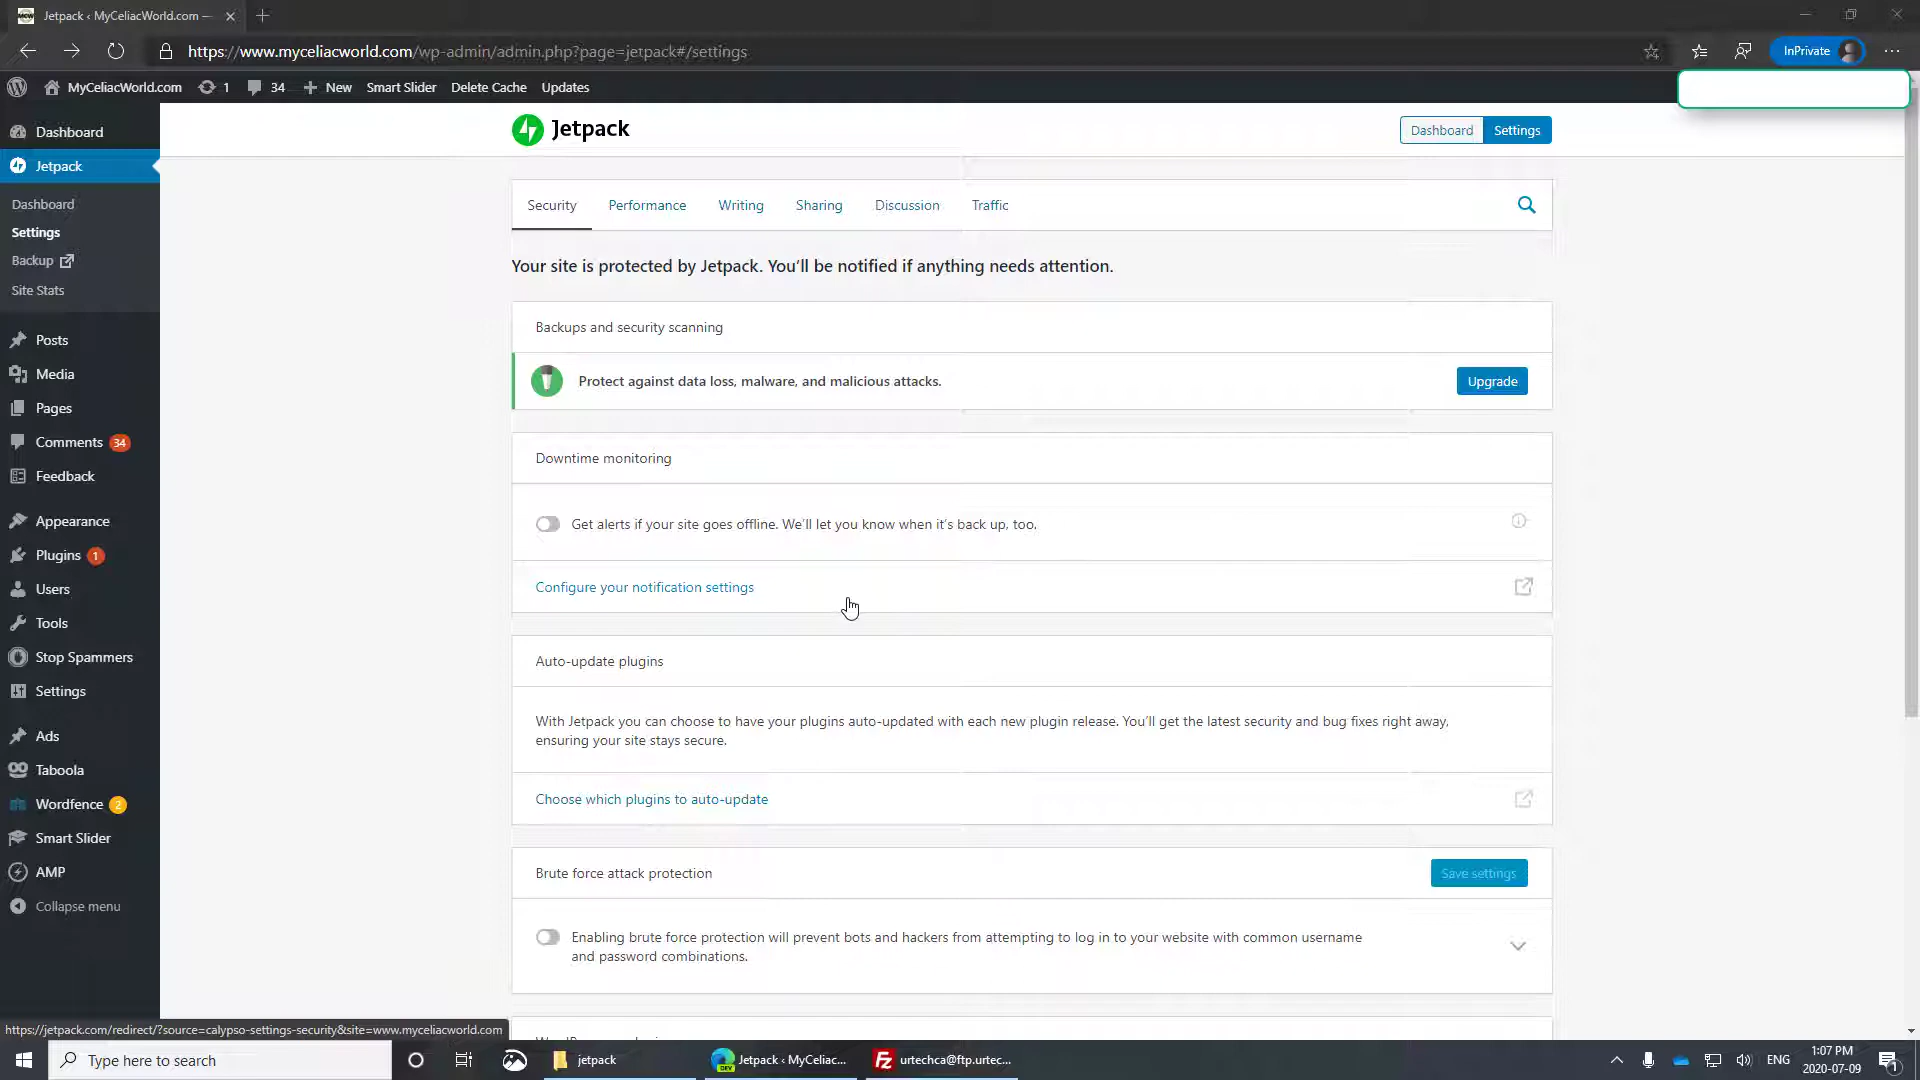 Jetpack ‹ MyCeliacWorld.com —
https://www.myceliacworld.com/wp-admin/admin.php?page=jetpack#/settings
InPrivate
MyCeliacWorld.com
1
34
New
Smart Slider
Delete Cache
Updates
Dashboard
Jetpack
Dashboard
Settings
Backup
Site Stats
Posts
Media
Pages
Comments 34
Feedback
Appearance
Plugins 1
Users
Tools
Stop Spammers
Settings
Ads
Taboola
Wordfence 2
Smart Slider
AMP
Collapse menu
Jetpack
Dashboard
Settings
Security
Performance
Writing
Sharing
Discussion
Traffic
Your site is protected by Jetpack. You’ll be notified if anything needs attention.
Backups and security scanning
Protect against data loss, malware, and malicious attacks.
Upgrade
Downtime monitoring
Get alerts if your site goes offline. We’ll let you know when it’s back up, too.
Configure your notification settings
Auto-update plugins
With Jetpack you can choose to have your plugins auto-updated with each new plugin release. You’ll get the latest security and bug fixes right away,
ensuring your site stays secure.
Choose which plugins to auto-update
Brute force attack protection
Save settings
Enabling brute force protection will prevent bots and hackers from attempting to log in to your website with common username
and password combinations.
https://jetpack.com/redirect/?source=calypso-settings-security&site=www.myceliacworld.com
Type here to search
jetpack
Jetpack ‹ MyCeliac...
urtechca@ftp.urtec...
ENG
1:07 PM
2020-07-09
1